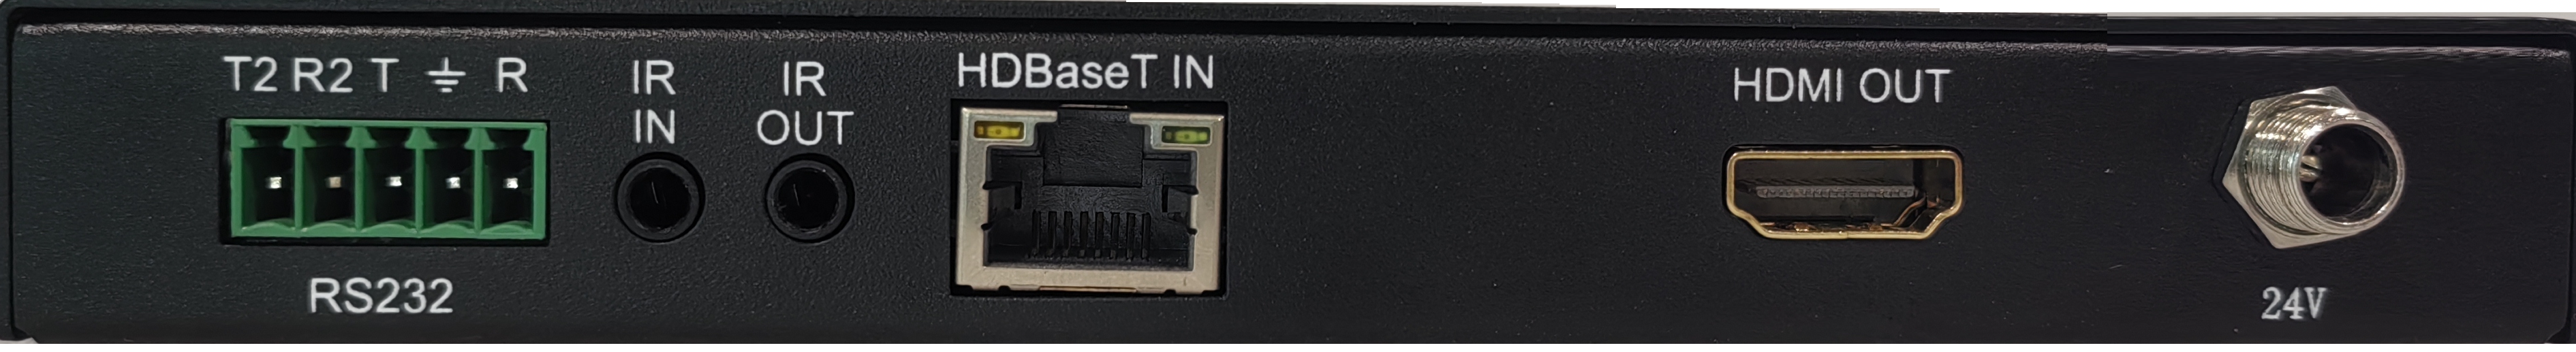 T2 R2 T ⏚ R
RS232
IR
IN
IR
OUT
HDBaseT IN
HDMI OUT
24V